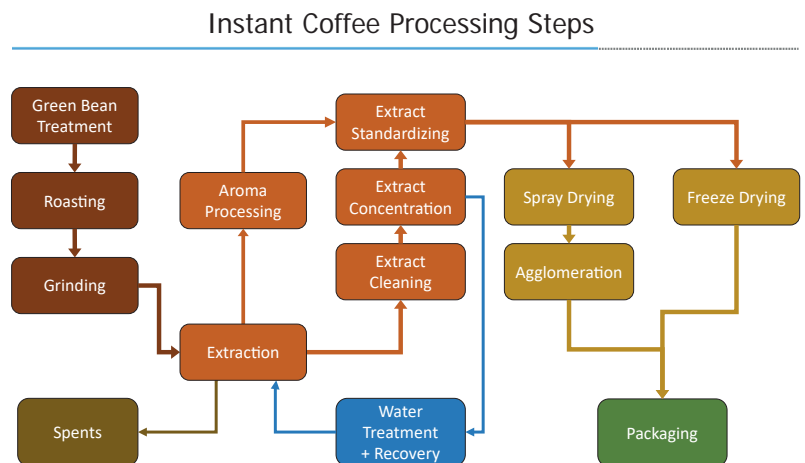 Instant Coffee Processing Steps
Green Bean
Treatment
Roasting
Grinding
Aroma
Processing
Extraction
Extract
Standardizing
Extract
Concentration
Extract
Cleaning
Spray Drying
Agglomeration
Freeze Drying
Spents
Water
Treatment
+ Recovery
Packaging